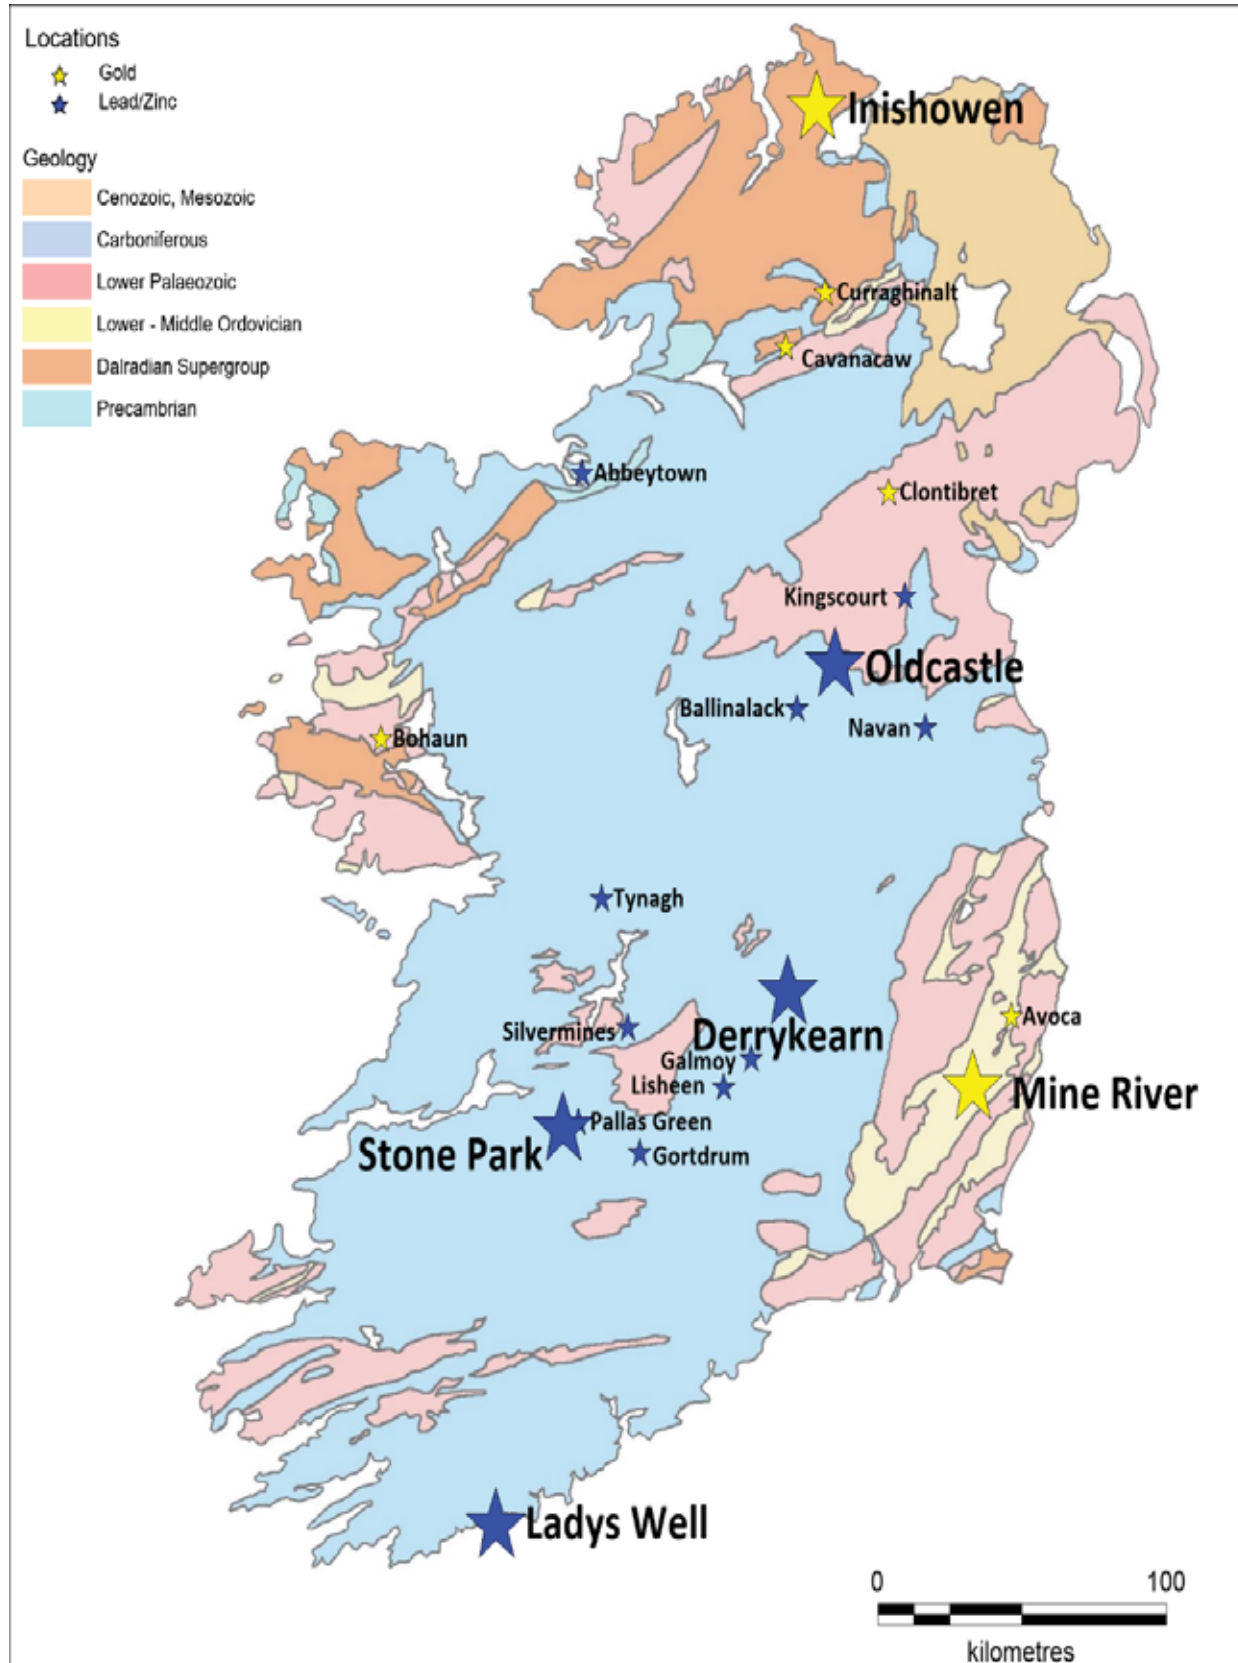 Locations
Gold
Lead/Zinc
Geology
Cenozoic, Mesozoic
Carboniferous
Lower Palaeozoic
Lower - Middle Ordovician
Dalradian Supergroup
Precambrian
Inishowen
Curraghinalt
Cavanacaw
Abbeytown
Clontibret
Kingscourt
Oldcastle
Ballinalack
Navan
Bohaun
Tynagh
Avoca
Silvermines
Derrykearn
Galmoy
Lisheen
Mine River
Pallas Green
Stone Park
Gortdrum
Ladys Well
0 100
kilometres